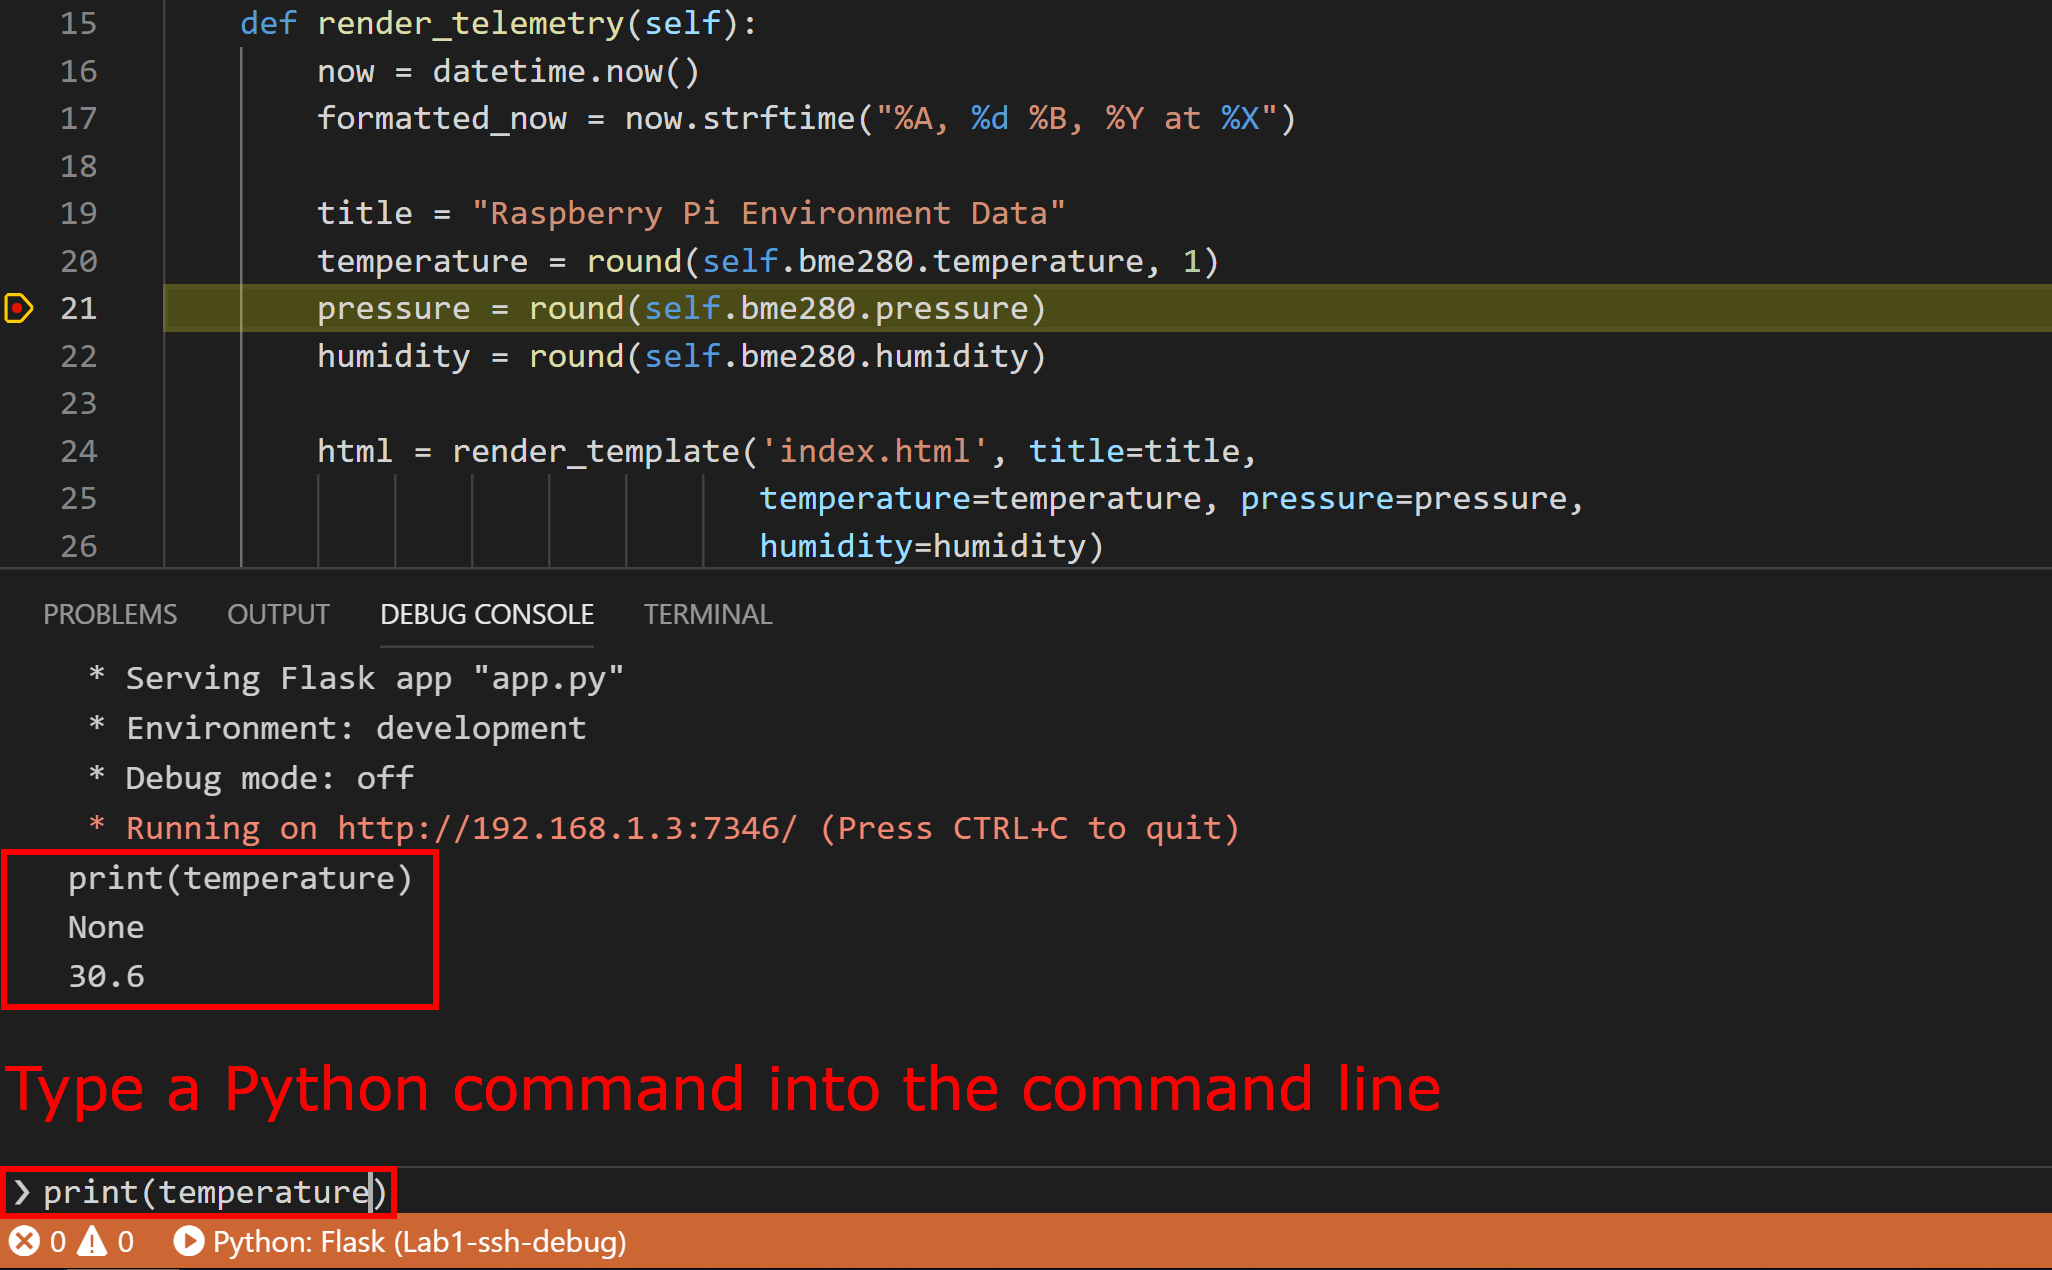 15 def render_telemetry(self):
16 now = datetime.now()
17 formatted_now = now.strftime("%A, %d %B, %Y at %X")
18
19 title = "Raspberry Pi Environment Data"
20 temperature = round(self.bme280.temperature, 1)
21 pressure = round(self.bme280.pressure)
22 humidity = round(self.bme280.humidity)
23
24 html = render_template('index.html', title=title,
25 temperature=temperature, pressure=pressure,
26 humidity=humidity)
PROBLEMS OUTPUT DEBUG CONSOLE TERMINAL
* Serving Flask app "app.py"
* Environment: development
* Debug mode: off
* Running on http://192.168.1.3:7346/ (Press CTRL+C to quit)
print(temperature)
None
30.6
Type a Python command into the command line
❯ print(temperature)
0 0 Python: Flask (Lab1-ssh-debug)